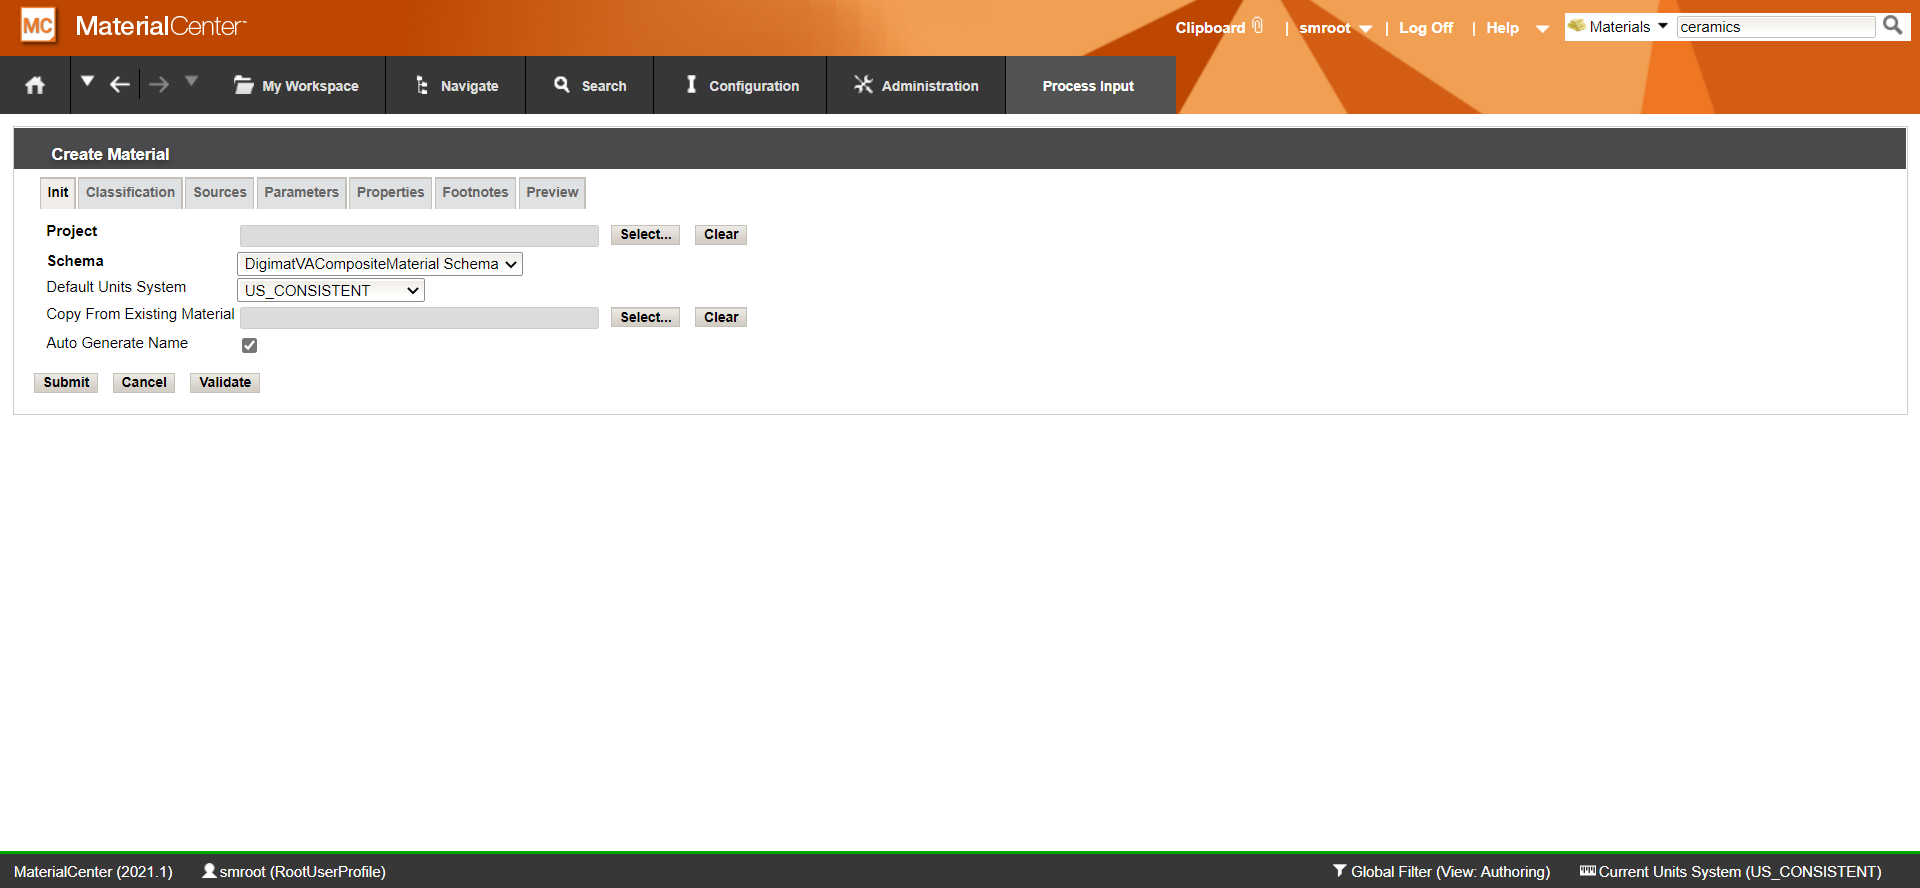 MC MaterialCenter
Clipboard | smroot | Log Off | Help Materials ceramics
My Workspace Navigate Search Configuration Administration Process Input
Create Material
Init Classification Sources Parameters Properties Footnotes Preview
Project Select... Clear
Schema DigimatVACompositeMaterial Schema
Default Units System US_CONSISTENT
Copy From Existing Material Select... Clear
Auto Generate Name
Submit Cancel Validate
MaterialCenter (2021.1) smroot (RootUserProfile) Global Filter (View: Authoring) Current Units System (US_CONSISTENT)